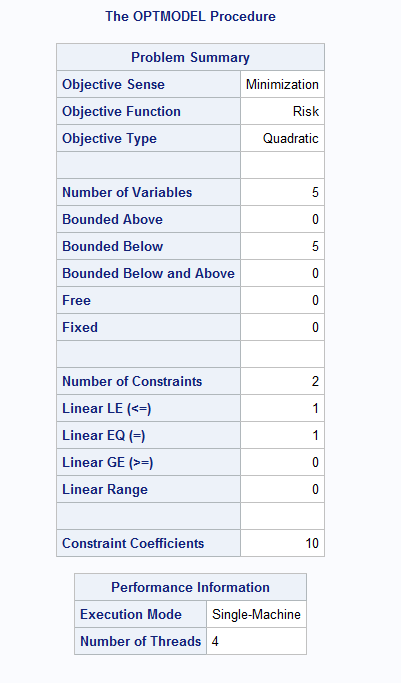 The OPTMODEL Procedure
Problem Summary
Objective Sense Minimization
Objective Function Risk
Objective Type Quadratic
Number of Variables 5
Bounded Above 0
Bounded Below 5
Bounded Below and Above 0
Free 0
Fixed 0
Number of Constraints 2
Linear LE (<=) 1
Linear EQ (=) 1
Linear GE (>=) 0
Linear Range 0
Constraint Coefficients 10
Performance Information
Execution Mode Single-Machine
Number of Threads 4